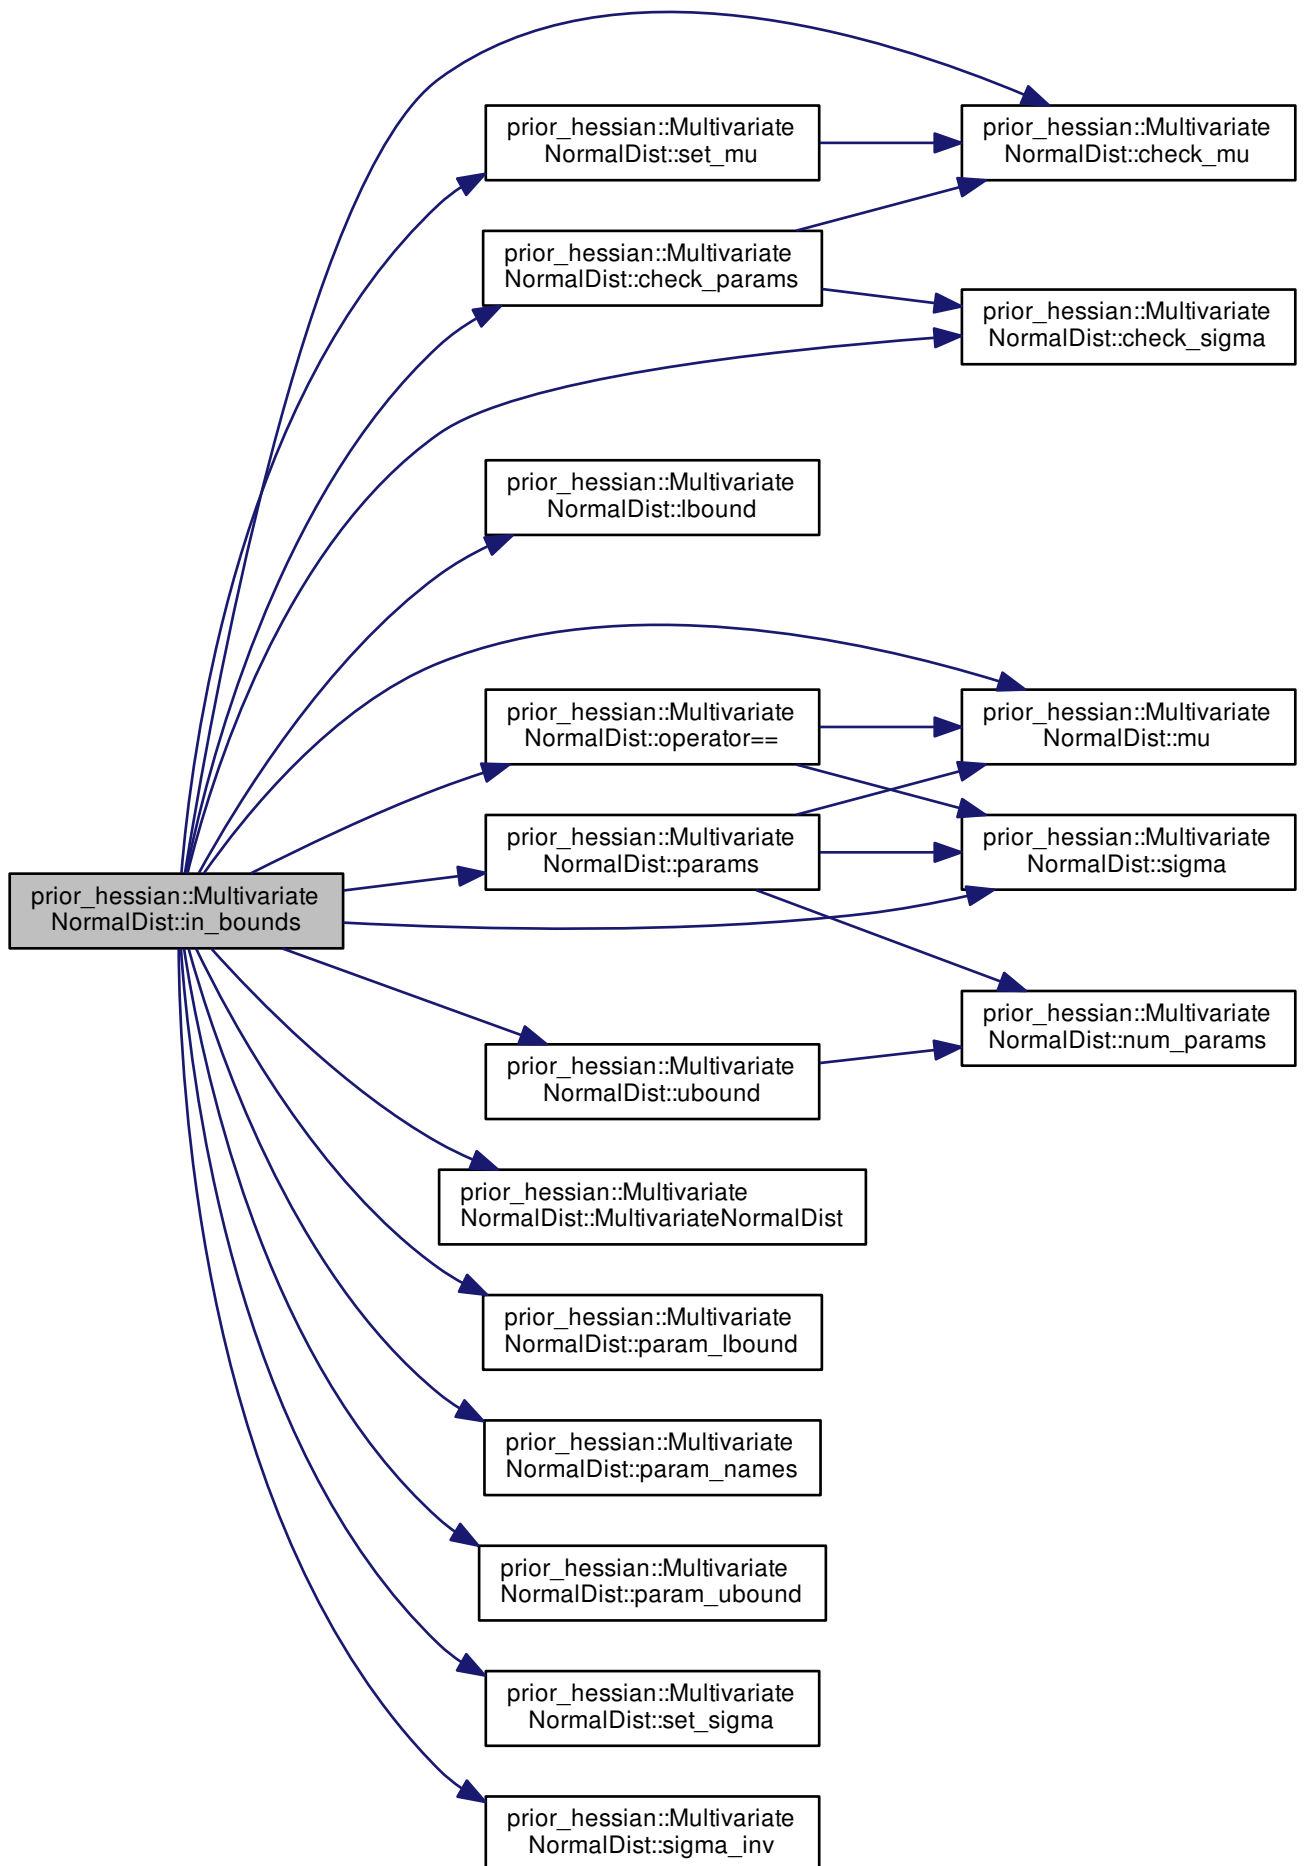 prior_hessian::Multivariate
NormalDist::set_mu
prior_hessian::Multivariate
NormalDist::check_mu
prior_hessian::Multivariate
NormalDist::check_params
prior_hessian::Multivariate
NormalDist::check_sigma
prior_hessian::Multivariate
NormalDist::lbound
prior_hessian::Multivariate
NormalDist::operator==
prior_hessian::Multivariate
NormalDist::mu
prior_hessian::Multivariate
NormalDist::params
prior_hessian::Multivariate
NormalDist::sigma
prior_hessian::Multivariate
NormalDist::in_bounds
prior_hessian::Multivariate
NormalDist::num_params
prior_hessian::Multivariate
NormalDist::ubound
prior_hessian::Multivariate
NormalDist::MultivariateNormalDist
prior_hessian::Multivariate
NormalDist::param_lbound
prior_hessian::Multivariate
NormalDist::param_names
prior_hessian::Multivariate
NormalDist::param_ubound
prior_hessian::Multivariate
NormalDist::set_sigma
prior_hessian::Multivariate
NormalDist::sigma_inv